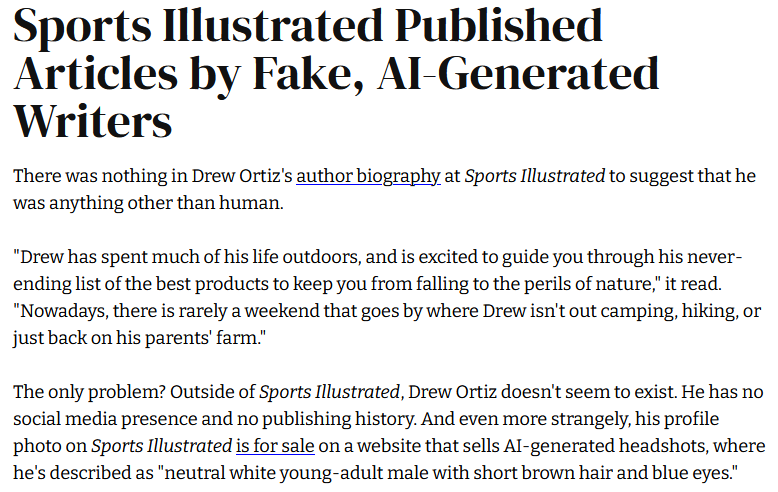 Sports Illustrated Published
Articles by Fake, AI-Generated
Writers
There was nothing in Drew Ortiz's author biography at Sports Illustrated to suggest that he
was anything other than human.
"Drew has spent much of his life outdoors, and is excited to guide you through his never-
ending list of the best products to keep you from falling to the perils of nature," it read.
"Nowadays, there is rarely a weekend that goes by where Drew isn't out camping, hiking, or
just back on his parents' farm."
The only problem? Outside of Sports Illustrated, Drew Ortiz doesn't seem to exist. He has no
social media presence and no publishing history. And even more strangely, his profile
photo on Sports Illustrated is for sale on a website that sells AI-generated headshots, where
he's described as "neutral white young-adult male with short brown hair and blue eyes."